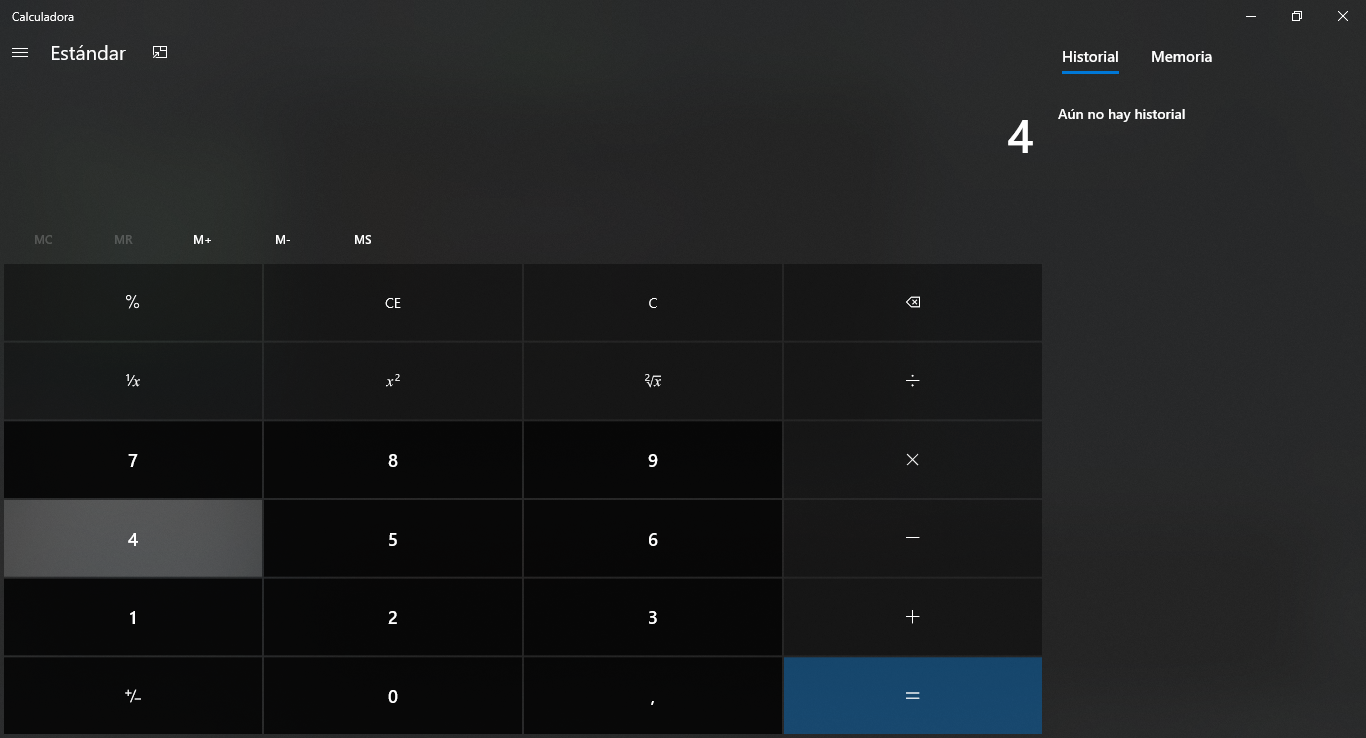 Calculadora
Estándar
Historial Memoria
Aún no hay historial
4
MC MR M+ M- MS
% CE C
¹/x x² ²√x ÷
7 8 9 ×
4 5 6 −
1 2 3 +
+/− 0 , =